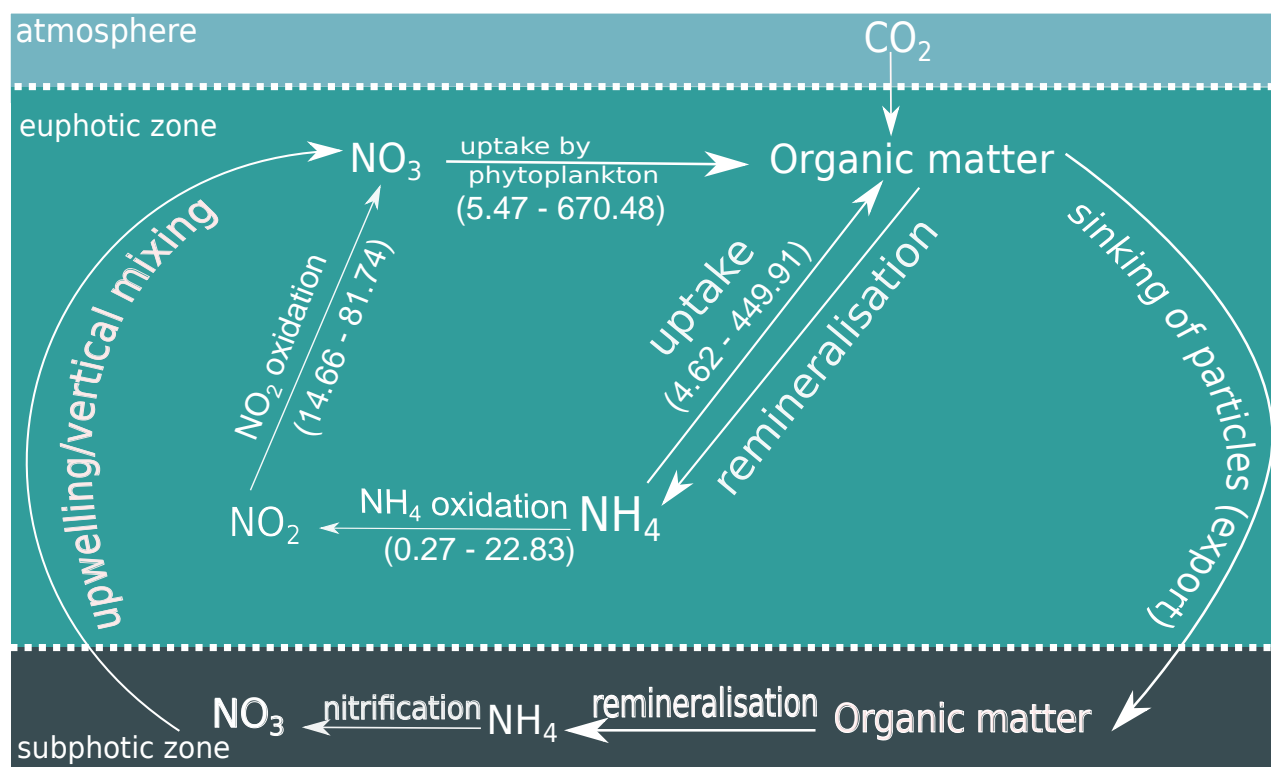 atmosphere
CO₂
euphotic zone
NO₃
uptake by
phytoplankton
(5.47 - 670.48)
Organic matter
upwelling/vertical mixing
NO₂ oxidation
(14.66 - 81.74)
uptake
(4.62 - 449.91)
remineralisation
sinking of particles (export)
NO₂
NH₄ oxidation
(0.27 - 22.83)
NH₄
NO₃
nitrification
NH₄
remineralisation
Organic matter
subphotic zone